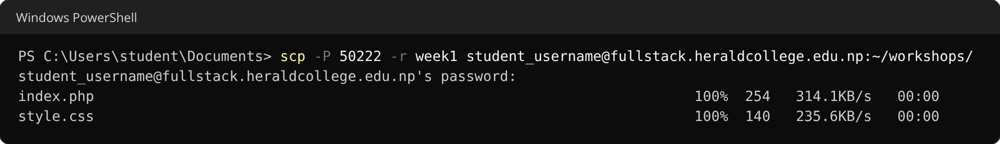 Windows PowerShell
PS C:\Users\student\Documents> scp -P 50222 -r week1 student_username@fullstack.heraldcollege.edu.np:~/workshops/
student_username@fullstack.heraldcollege.edu.np's password:
index.php 100% 254 314.1KB/s 00:00
style.css 100% 140 235.6KB/s 00:00